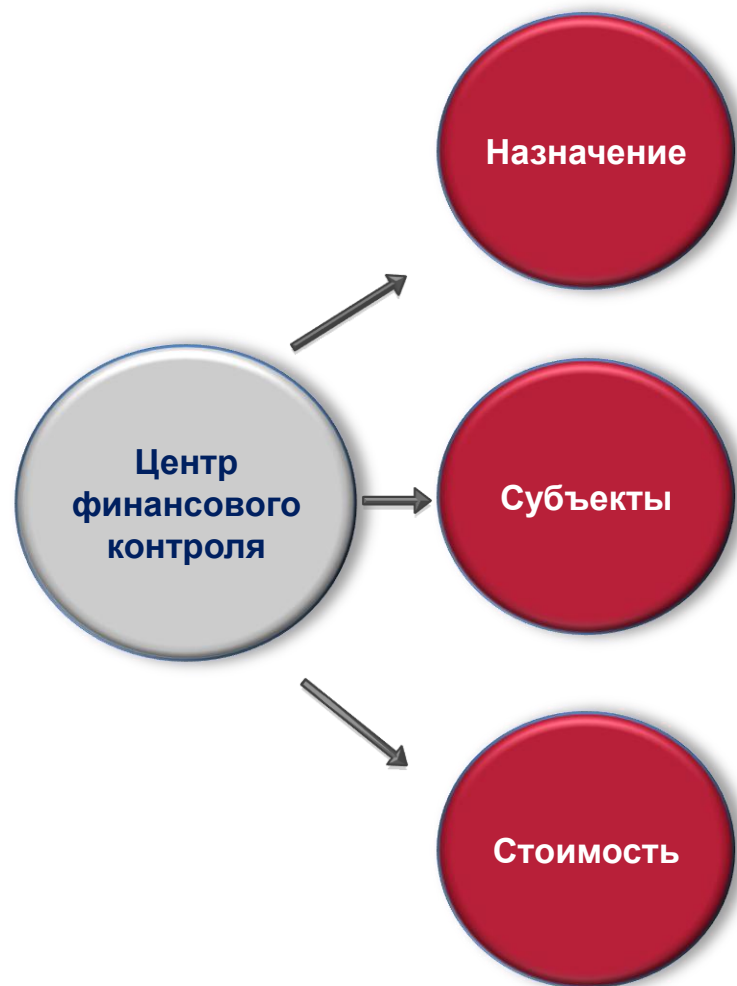 Назначение
Центр
финансового
контроля
Субъекты
Стоимость